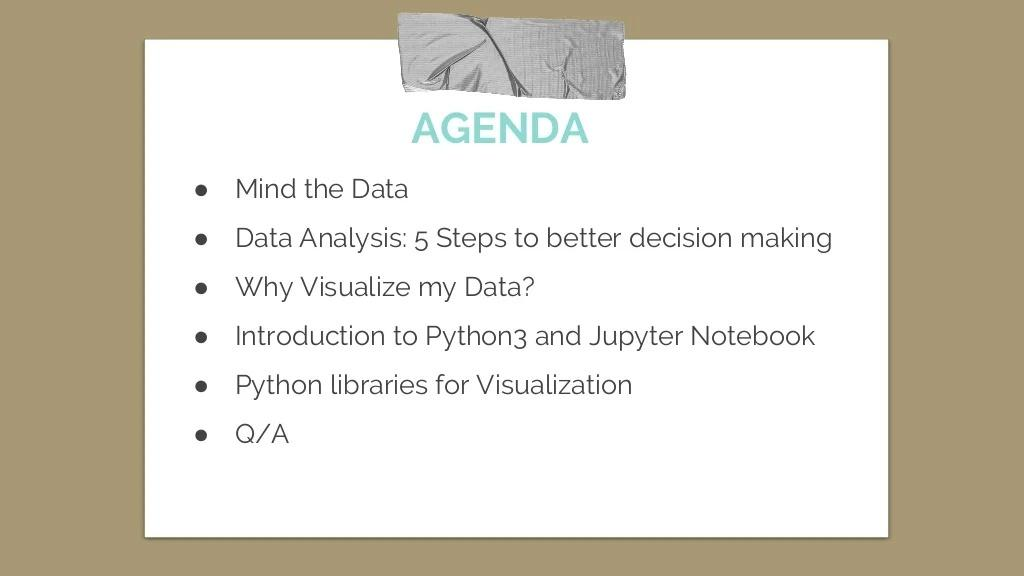 AGENDA
● Mind the Data
● Data Analysis: 5 Steps to better decision making
● Why Visualize my Data?
● Introduction to Python3 and Jupyter Notebook
● Python libraries for Visualization
● Q/A